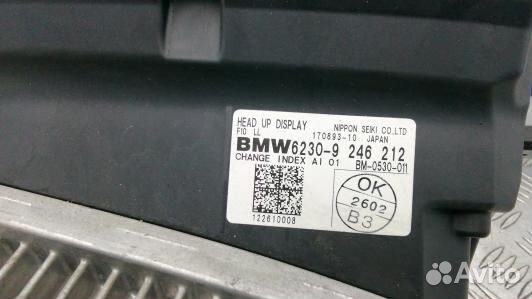 HEAD UP DISPLAY NIPPON SEIKI CO.,LTD
F10 LL 170893-10 JAPAN
BMW6230-9 246 212
CHANGE INDEX AI 01 BM-0530-011
OK
2602
B3
122610008
Avito